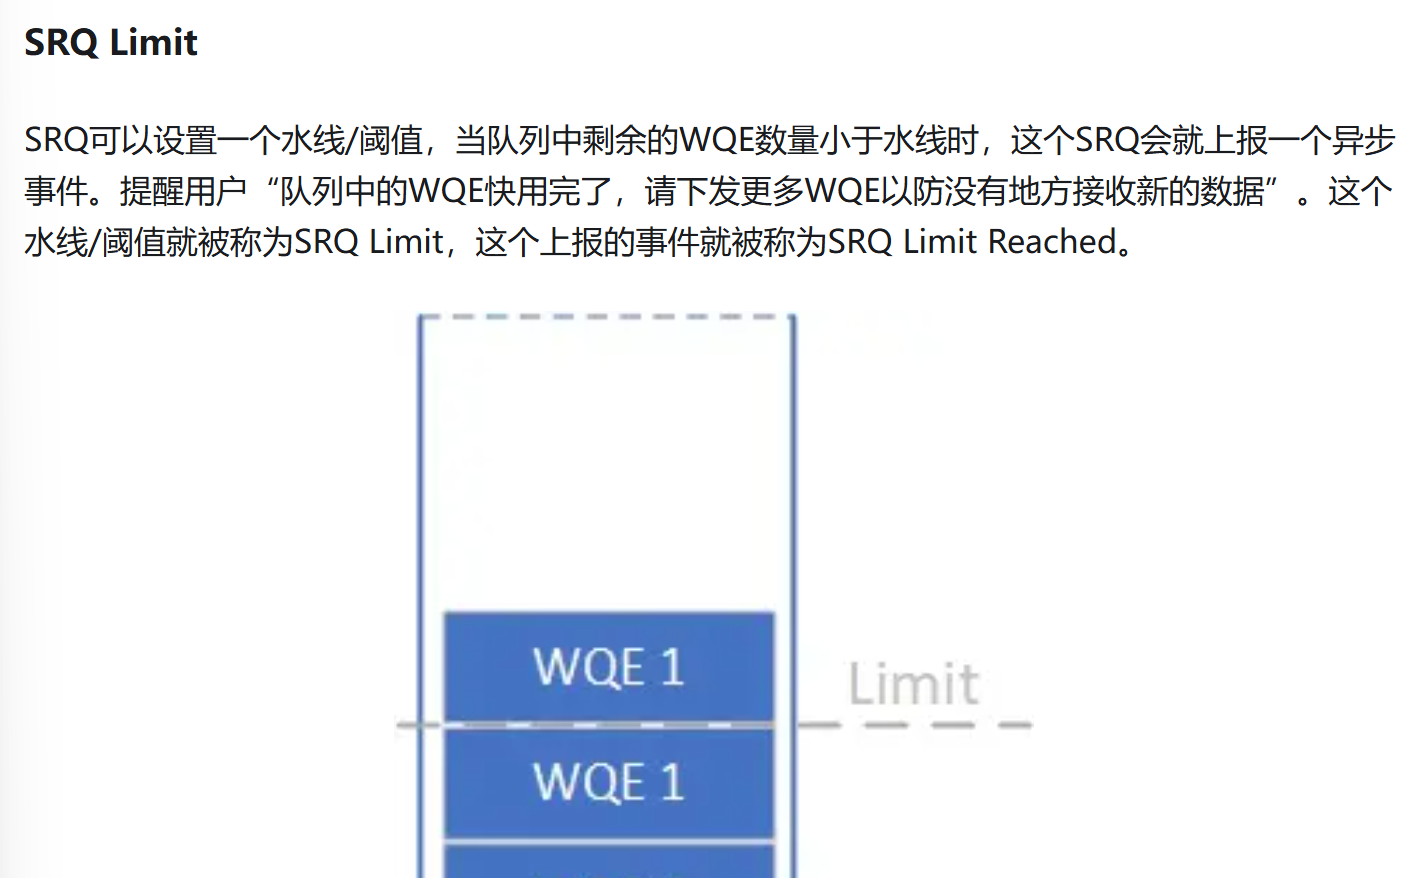 SRQ Limit
SRQ可以设置一个水线/阈值，当队列中剩余的WQE数量小于水线时，这个SRQ会就上报一个异步
事件。提醒用户“队列中的WQE快用完了，请下发更多WQE以防没有地方接收新的数据”。这个
水线/阈值就被称为SRQ Limit，这个上报的事件就被称为SRQ Limit Reached。
WQE 1
Limit
WQE 1